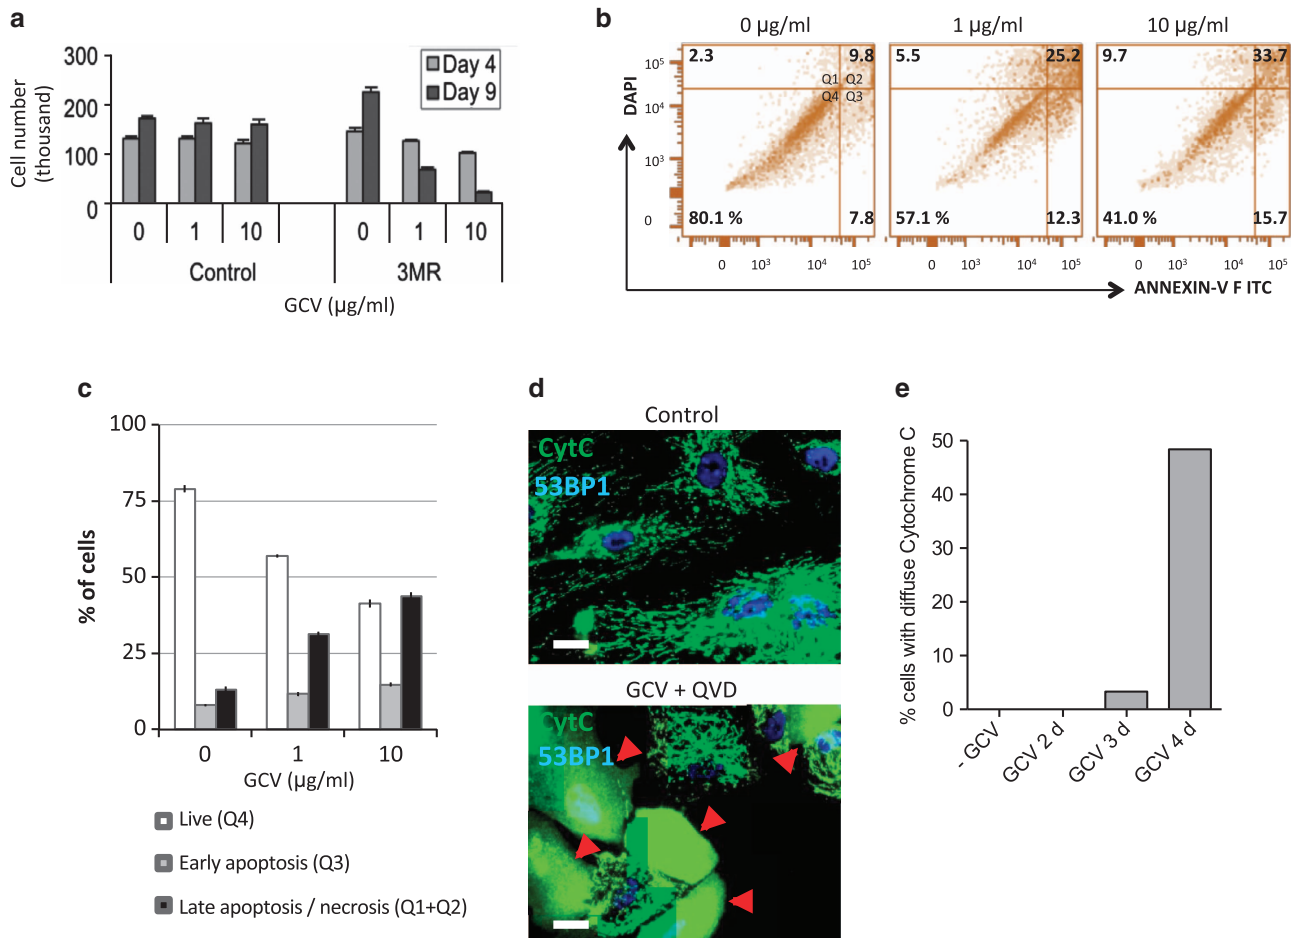 a
300
200
100
0
Cell number
(thousand)
Day 4
Day 9
0 1 10 0 1 10
Control 3MR
GCV (µg/ml)
b
0 µg/ml 1 µg/ml 10 µg/ml
DAPI
10⁵
10⁴
10³
0
2.3 9.8 5.5 25.2 9.7 33.7
Q1 Q2
Q4 Q3
80.1 % 7.8 57.1 % 12.3 41.0 % 15.7
0 10³ 10⁴ 10⁵ 0 10³ 10⁴ 10⁵ 0 10³ 10⁴ 10⁵
ANNEXIN-V F ITC
c
100
75
50
25
0
% of cells
0 1 10
GCV (µg/ml)
Live (Q4)
Early apoptosis (Q3)
Late apoptosis / necrosis (Q1+Q2)
d
Control
CytC
53BP1
GCV + QVD
CytC
53BP1
e
% cells with diffuse Cytochrome C
50
40
30
20
10
0
- GCV
GCV 2 d
GCV 3 d
GCV 4 d